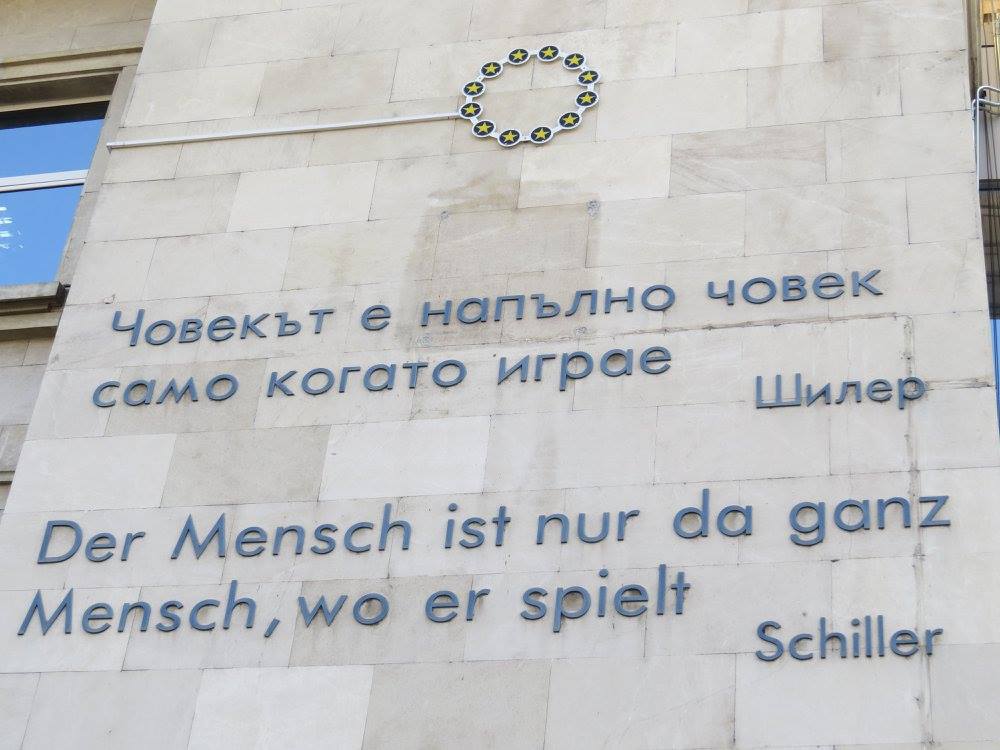 Човекът е напълно човек
само когато играе
Шилер
Der Mensch ist nur da ganz
Mensch, wo er spielt
Schiller